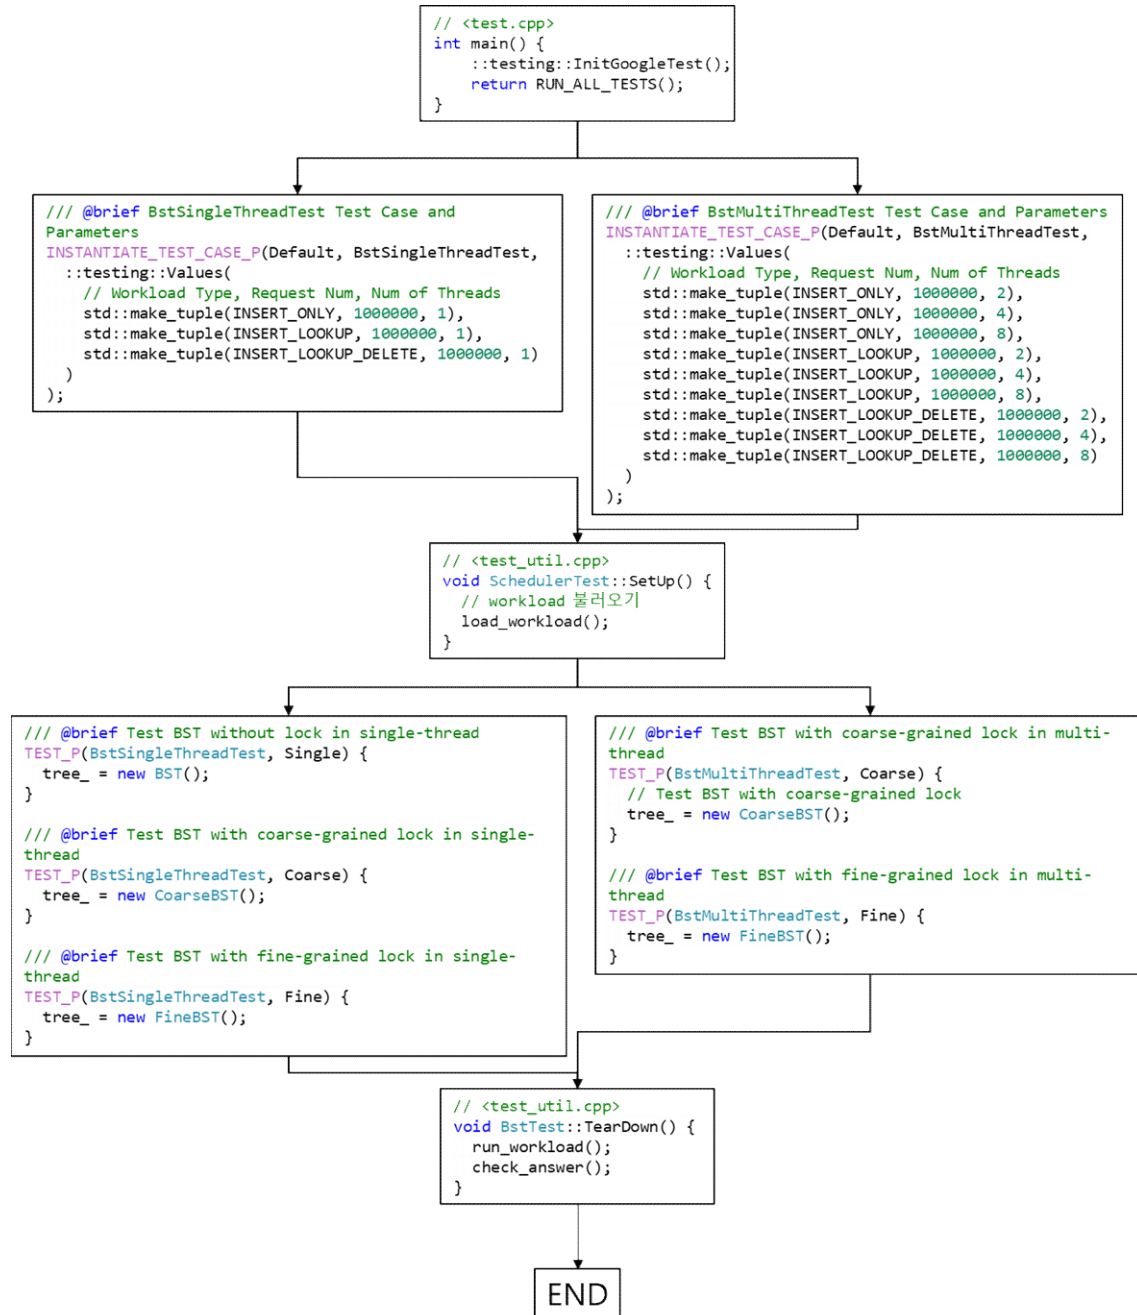 // <test.cpp>
int main() {
    ::testing::InitGoogleTest();
    return RUN_ALL_TESTS();
}
/// @brief BstSingleThreadTest Test Case and
Parameters
INSTANTIATE_TEST_CASE_P(Default, BstSingleThreadTest,
  ::testing::Values(
    // Workload Type, Request Num, Num of Threads
    std::make_tuple(INSERT_ONLY, 1000000, 1),
    std::make_tuple(INSERT_LOOKUP, 1000000, 1),
    std::make_tuple(INSERT_LOOKUP_DELETE, 1000000, 1)
  )
);
/// @brief BstMultiThreadTest Test Case and Parameters
INSTANTIATE_TEST_CASE_P(Default, BstMultiThreadTest,
  ::testing::Values(
    // Workload Type, Request Num, Num of Threads
    std::make_tuple(INSERT_ONLY, 1000000, 2),
    std::make_tuple(INSERT_ONLY, 1000000, 4),
    std::make_tuple(INSERT_ONLY, 1000000, 8),
    std::make_tuple(INSERT_LOOKUP, 1000000, 2),
    std::make_tuple(INSERT_LOOKUP, 1000000, 4),
    std::make_tuple(INSERT_LOOKUP, 1000000, 8),
    std::make_tuple(INSERT_LOOKUP_DELETE, 1000000, 2),
    std::make_tuple(INSERT_LOOKUP_DELETE, 1000000, 4),
    std::make_tuple(INSERT_LOOKUP_DELETE, 1000000, 8)
  )
);
// <test_util.cpp>
void SchedulerTest::SetUp() {
  // workload 불러오기
  load_workload();
}
/// @brief Test BST without lock in single-thread
TEST_P(BstSingleThreadTest, Single) {
  tree_ = new BST();
}
/// @brief Test BST with coarse-grained lock in single-
thread
TEST_P(BstSingleThreadTest, Coarse) {
  tree_ = new CoarseBST();
}
/// @brief Test BST with fine-grained lock in single-
thread
TEST_P(BstSingleThreadTest, Fine) {
  tree_ = new FineBST();
}
/// @brief Test BST with coarse-grained lock in multi-
thread
TEST_P(BstMultiThreadTest, Coarse) {
  // Test BST with coarse-grained lock
  tree_ = new CoarseBST();
}
/// @brief Test BST with fine-grained lock in multi-
thread
TEST_P(BstMultiThreadTest, Fine) {
  tree_ = new FineBST();
}
// <test_util.cpp>
void BstTest::TearDown() {
  run_workload();
  check_answer();
}
END